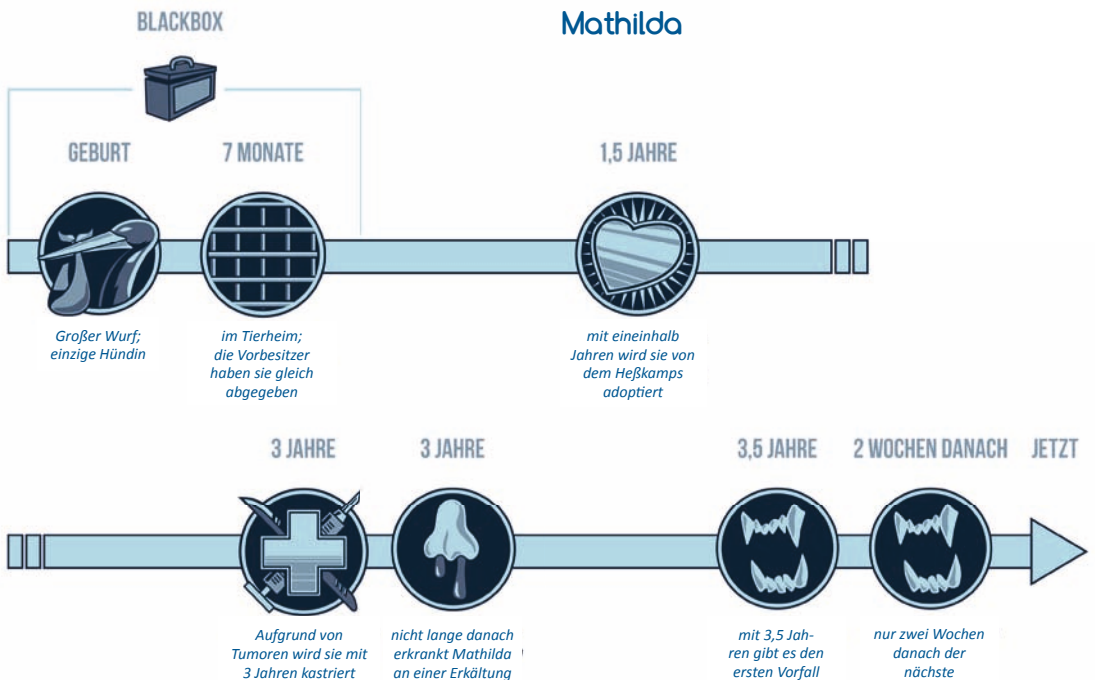 Mathilda
BLACKBOX
GEBURT
7 MONATE
1,5 JAHRE
Großer Wurf;
einzige Hündin
im Tierheim;
die Vorbesitzer
haben sie gleich
abgegeben
mit eineinhalb
Jahren wird sie von
dem Heßkamps
adoptiert
3 JAHRE
3 JAHRE
3,5 JAHRE
2 WOCHEN DANACH
JETZT
Aufgrund von
Tumoren wird sie mit
3 Jahren kastriert
nicht lange danach
erkrankt Mathilda
an einer Erkältung
mit 3,5 Jah-
ren gibt es den
ersten Vorfall
nur zwei Wochen
danach der
nächste